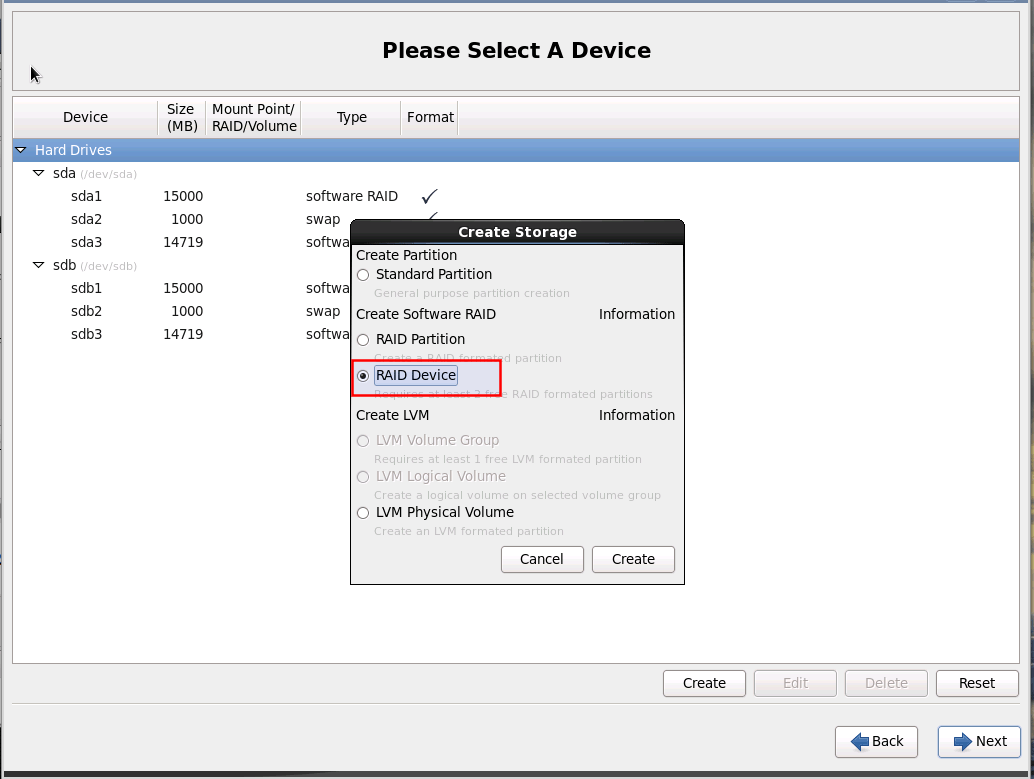 Please Select A Device
Device Size (MB) Mount Point/ RAID/Volume Type Format
Hard Drives
sda (/dev/sda)
sda1 15000 software RAID ✓
sda2 1000 swap
sda3 14719 softwa
sdb (/dev/sdb)
sdb1 15000 softwa
sdb2 1000 swap
sdb3 14719 softwa
Create Storage
Create Partition
Standard Partition
General purpose partition creation
Create Software RAID Information
RAID Partition
Create a RAID formated partition
RAID Device
Requires at least 2 free RAID formated partitions
Create LVM Information
LVM Volume Group
Requires at least 1 free LVM formated partition
LVM Logical Volume
Create a logical volume on selected volume group
LVM Physical Volume
Create an LVM formated partition
Cancel Create
Create Edit Delete Reset
Back Next